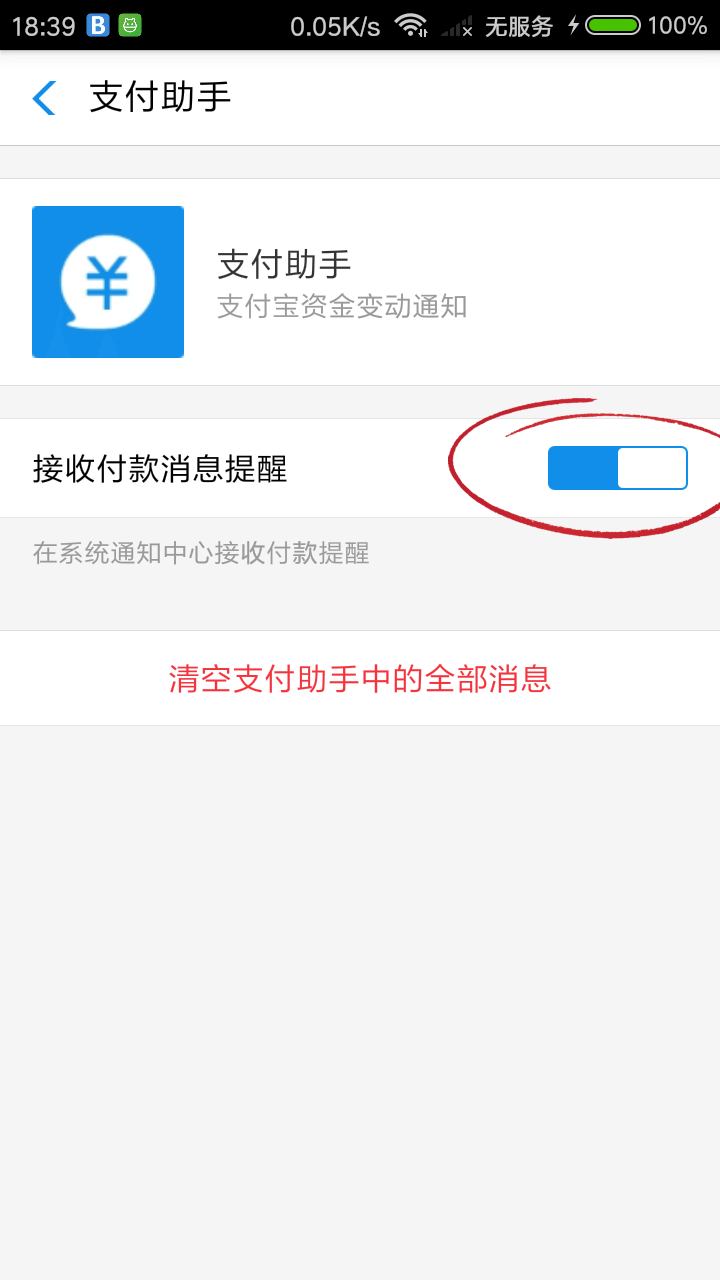 18:39 B 0.05K/s 无服务 100%
支付助手
¥
支付助手
支付宝资金变动通知
接收付款消息提醒
在系统通知中心接收付款提醒
清空支付助手中的全部消息